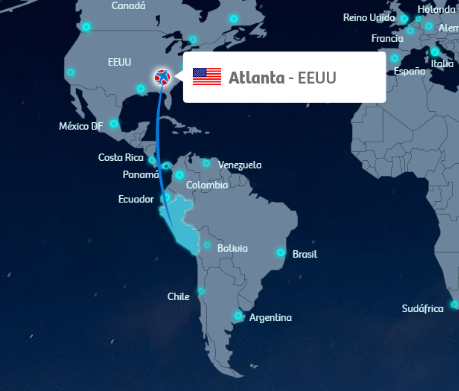 Canadá
Holanda
Reino Unido
Alem
Francia
EEUU
Atlanta - EEUU
España
Italia
México DF
Costa Rica
Venezuela
Panamá
Colombia
Ecuador
Bolivia
Brasil
Chile
Sudáfrica
Argentina